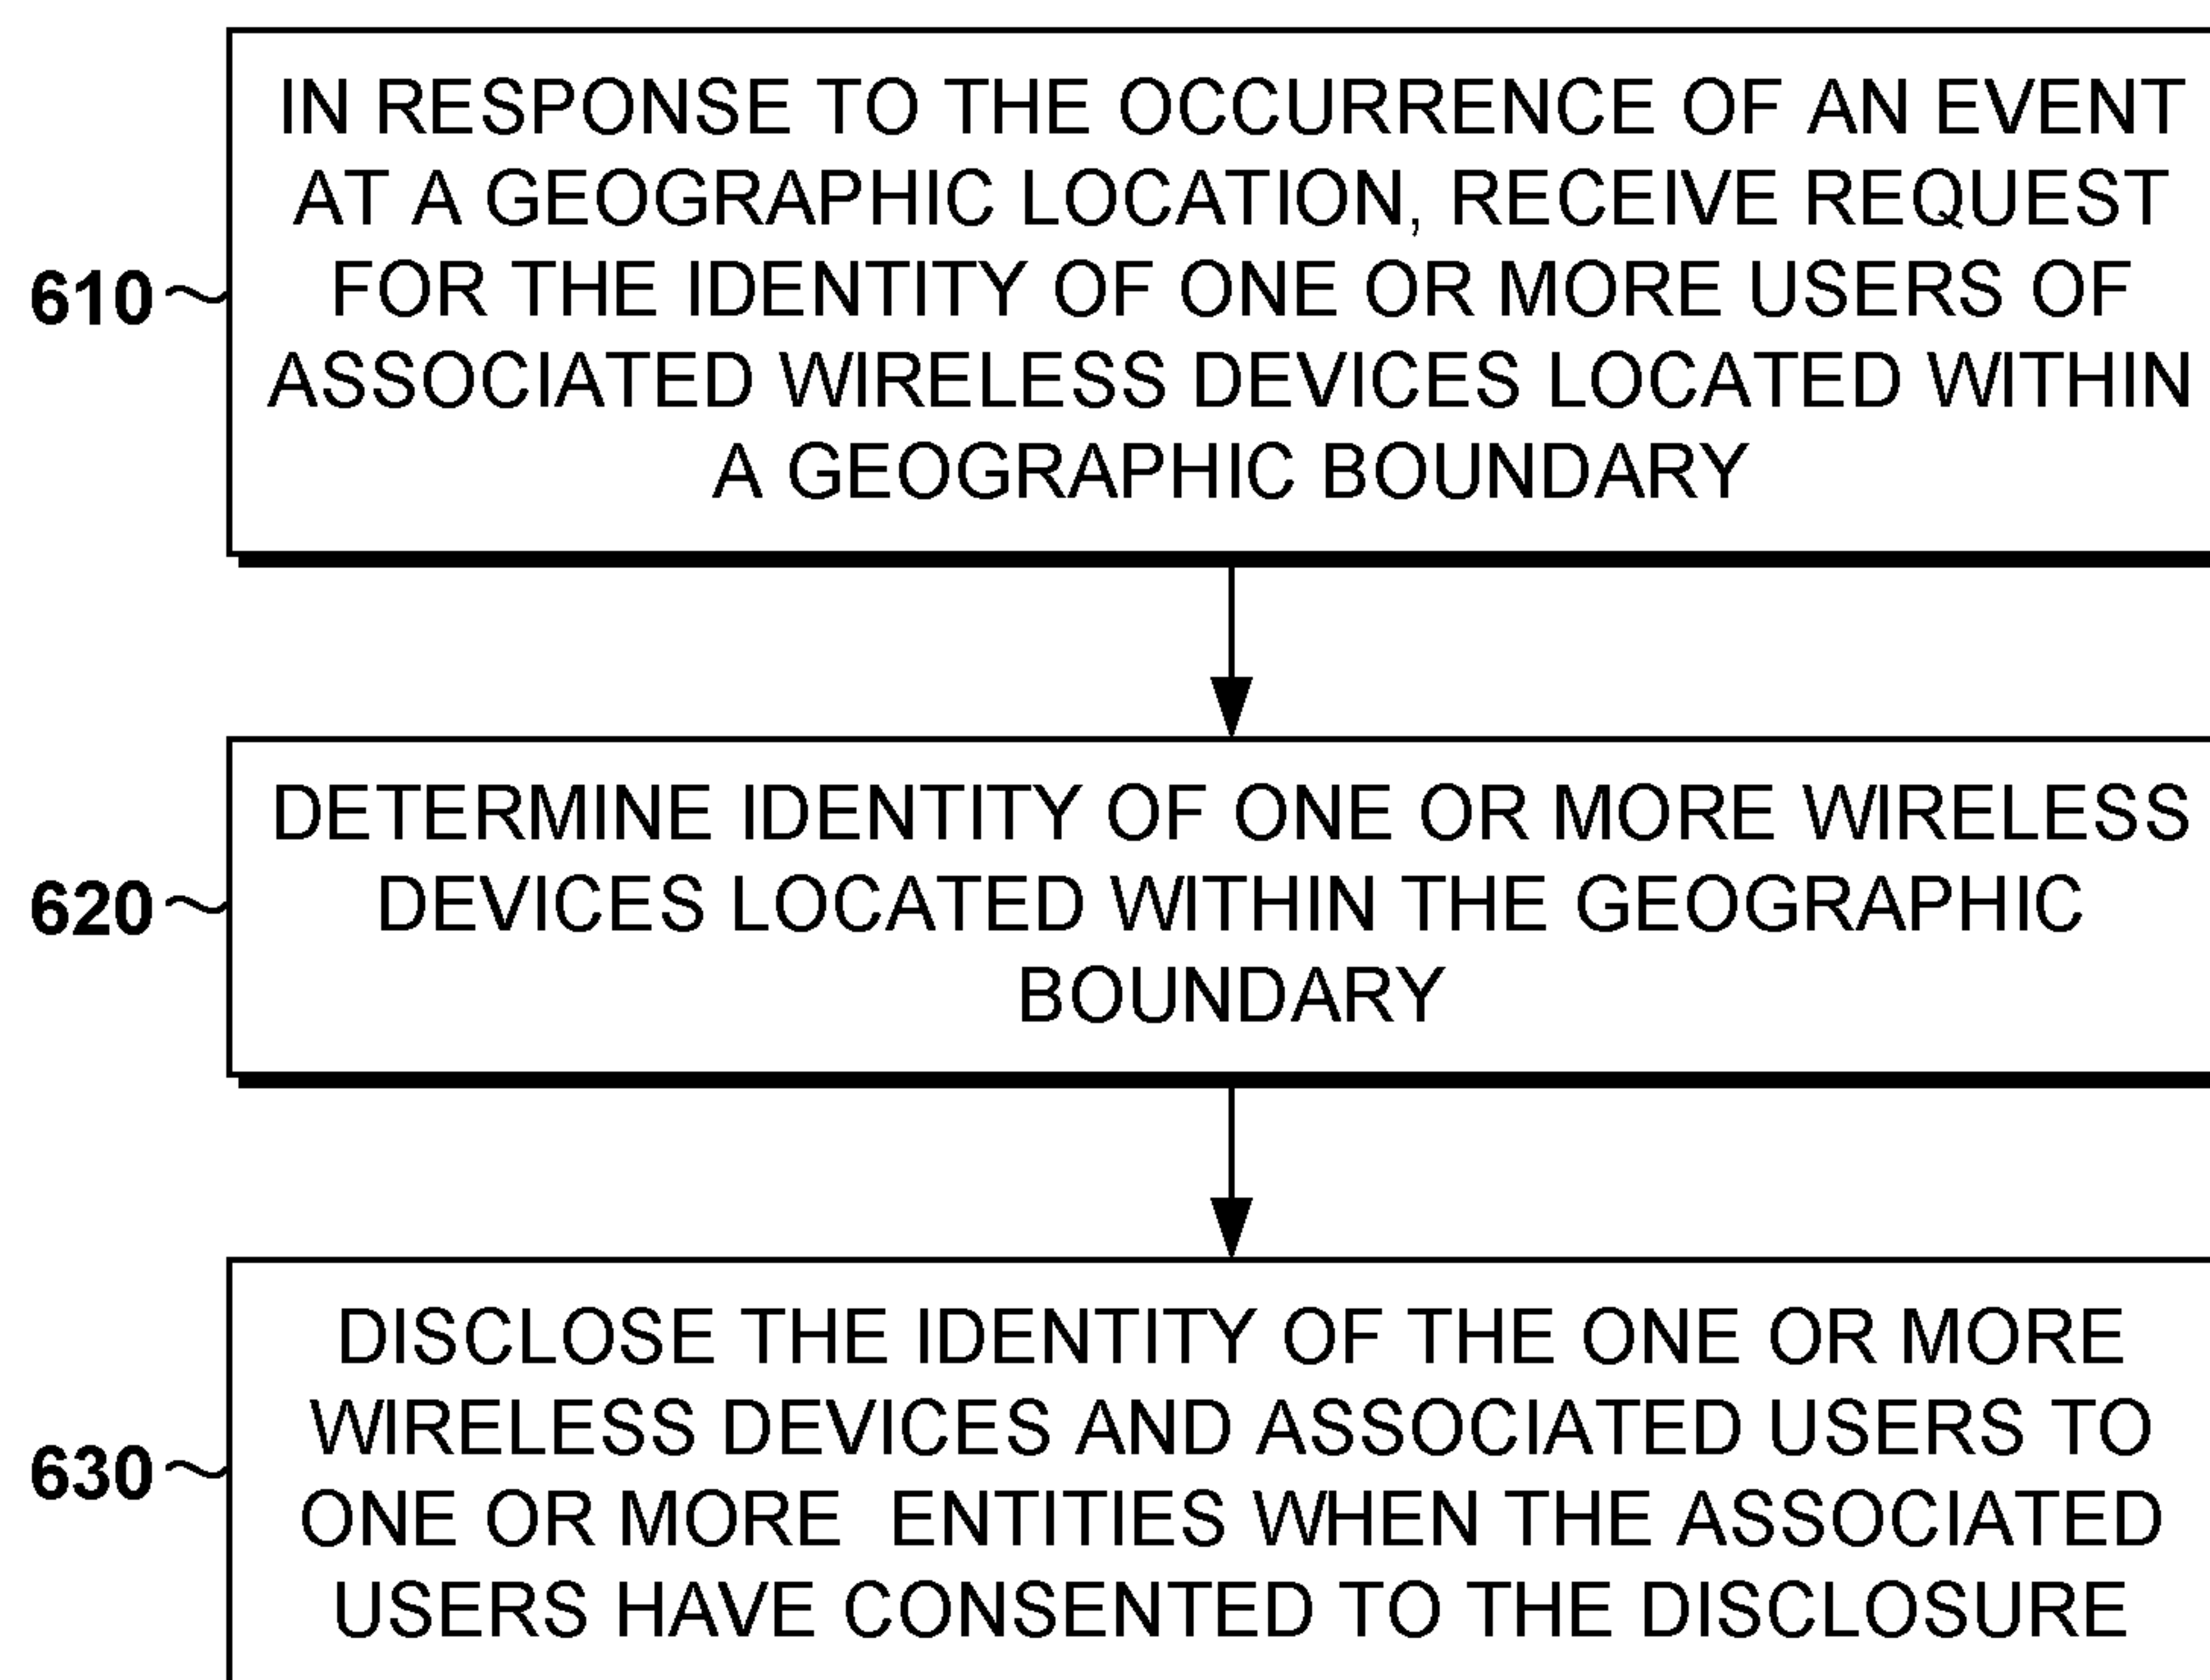 IN RESPONSE TO THE OCCURRENCE OF AN EVENT
AT A GEOGRAPHIC LOCATION, RECEIVE REQUEST
FOR THE IDENTITY OF ONE OR MORE USERS OF
ASSOCIATED WIRELESS DEVICES LOCATED WITHIN
A GEOGRAPHIC BOUNDARY
610
DETERMINE IDENTITY OF ONE OR MORE WIRELESS
DEVICES LOCATED WITHIN THE GEOGRAPHIC
BOUNDARY
620
DISCLOSE THE IDENTITY OF THE ONE OR MORE
WIRELESS DEVICES AND ASSOCIATED USERS TO
ONE OR MORE ENTITIES WHEN THE ASSOCIATED
USERS HAVE CONSENTED TO THE DISCLOSURE
630